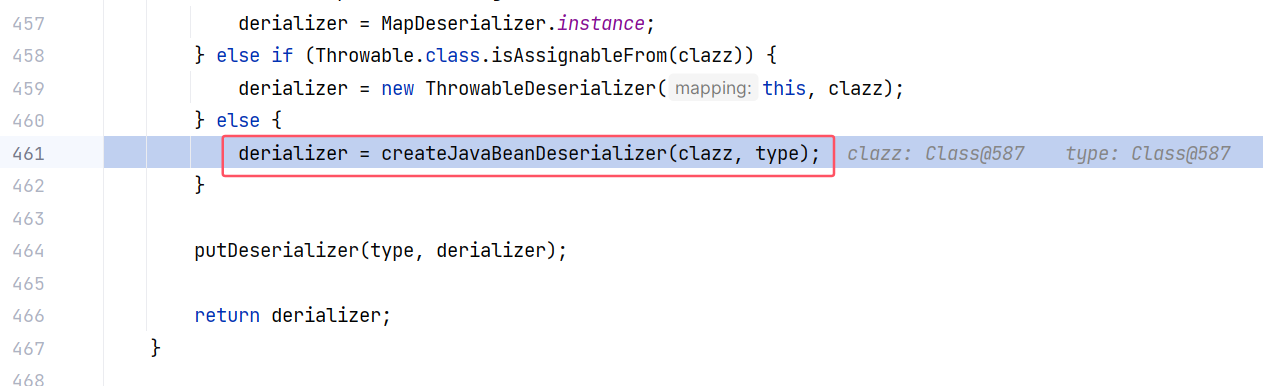 457 derializer = MapDeserializer.instance;
458 } else if (Throwable.class.isAssignableFrom(clazz)) {
459 derializer = new ThrowableDeserializer( mapping: this, clazz);
460 } else {
461 derializer = createJavaBeanDeserializer(clazz, type); clazz: Class@587 type: Class@587
462 }
463
464 putDeserializer(type, derializer);
465
466 return derializer;
467 }
468